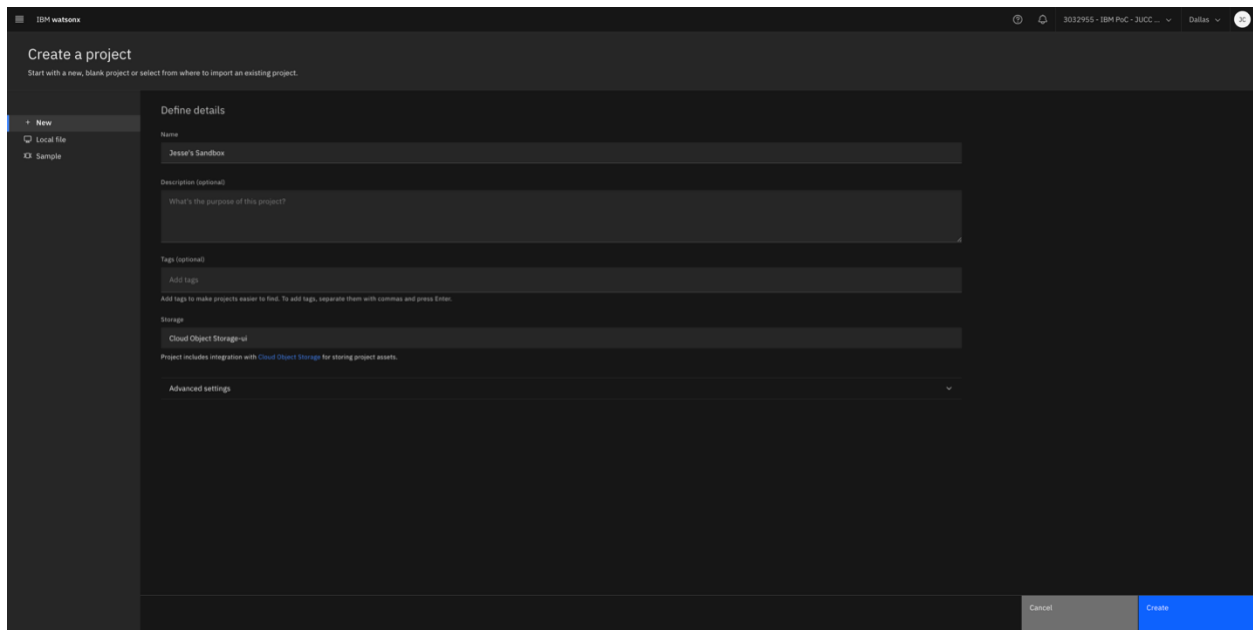 IBM watsonx
3032955 - IBM PoC - JUCC ...
Dallas
JC
Create a project
Start with a new, blank project or select from where to import an existing project.
+ New
Local file
Sample
Define details
Name
Jesse's Sandbox
Description (optional)
What's the purpose of this project?
Tags (optional)
Add tags
Add tags to make projects easier to find. To add tags, separate them with commas and press Enter.
Storage
Cloud Object Storage-ui
Project includes integration with Cloud Object Storage for storing project assets.
Advanced settings
Cancel
Create